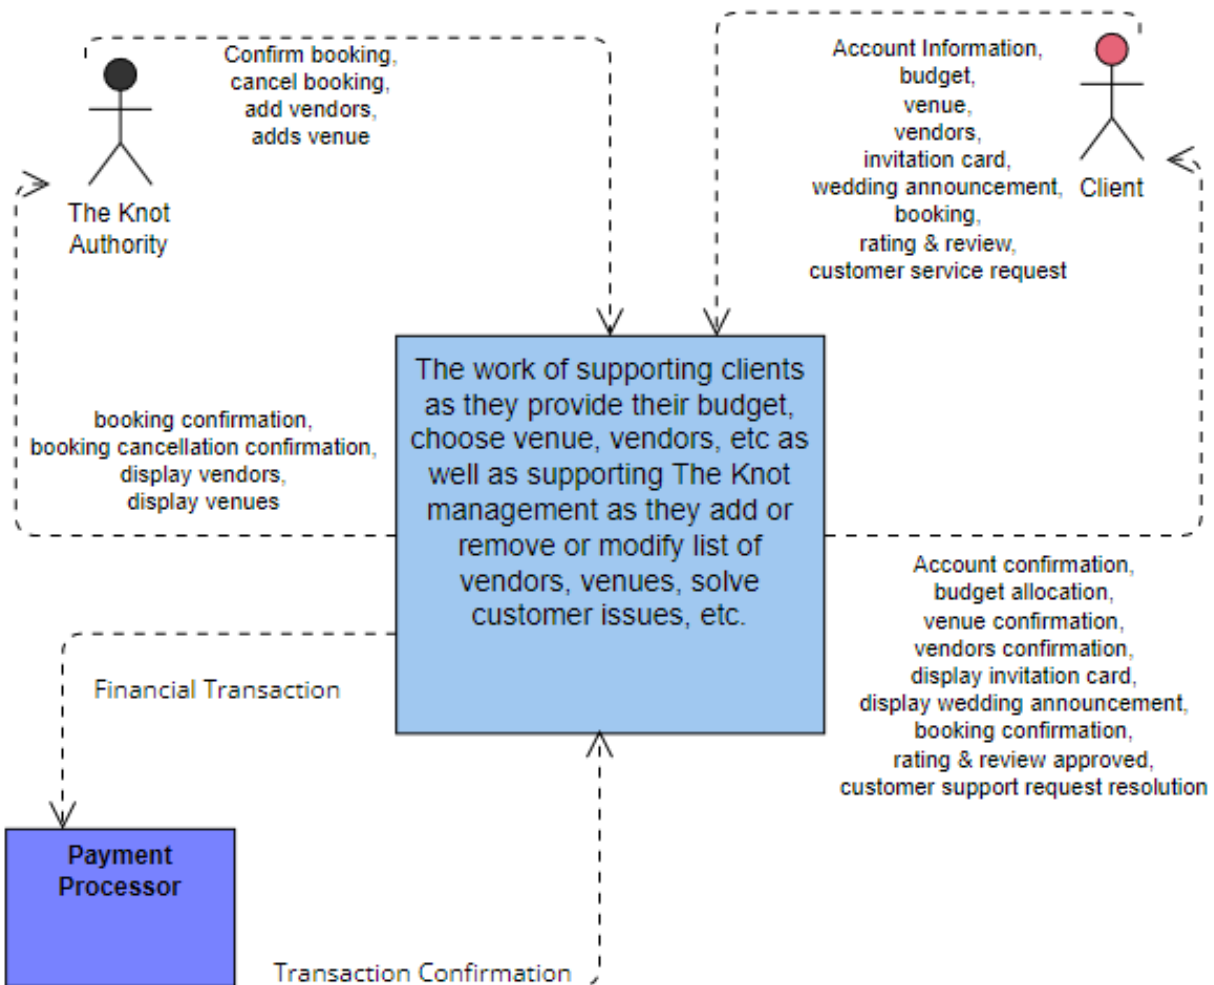 Confirm booking,
cancel booking,
add vendors,
adds venue
The Knot
Authority
Account Information,
budget,
venue,
vendors,
invitation card,
wedding announcement,
booking,
rating & review,
customer service request
Client
The work of supporting clients
as they provide their budget,
choose venue, vendors, etc as
well as supporting The Knot
management as they add or
remove or modify list of
vendors, venues, solve
customer issues, etc.
booking confirmation,
booking cancellation confirmation,
display vendors,
display venues
Account confirmation,
budget allocation,
venue confirmation,
vendors confirmation,
display invitation card,
display wedding announcement,
booking confirmation,
rating & review approved,
customer support request resolution
Financial Transaction
Payment
Processor
Transaction Confirmation